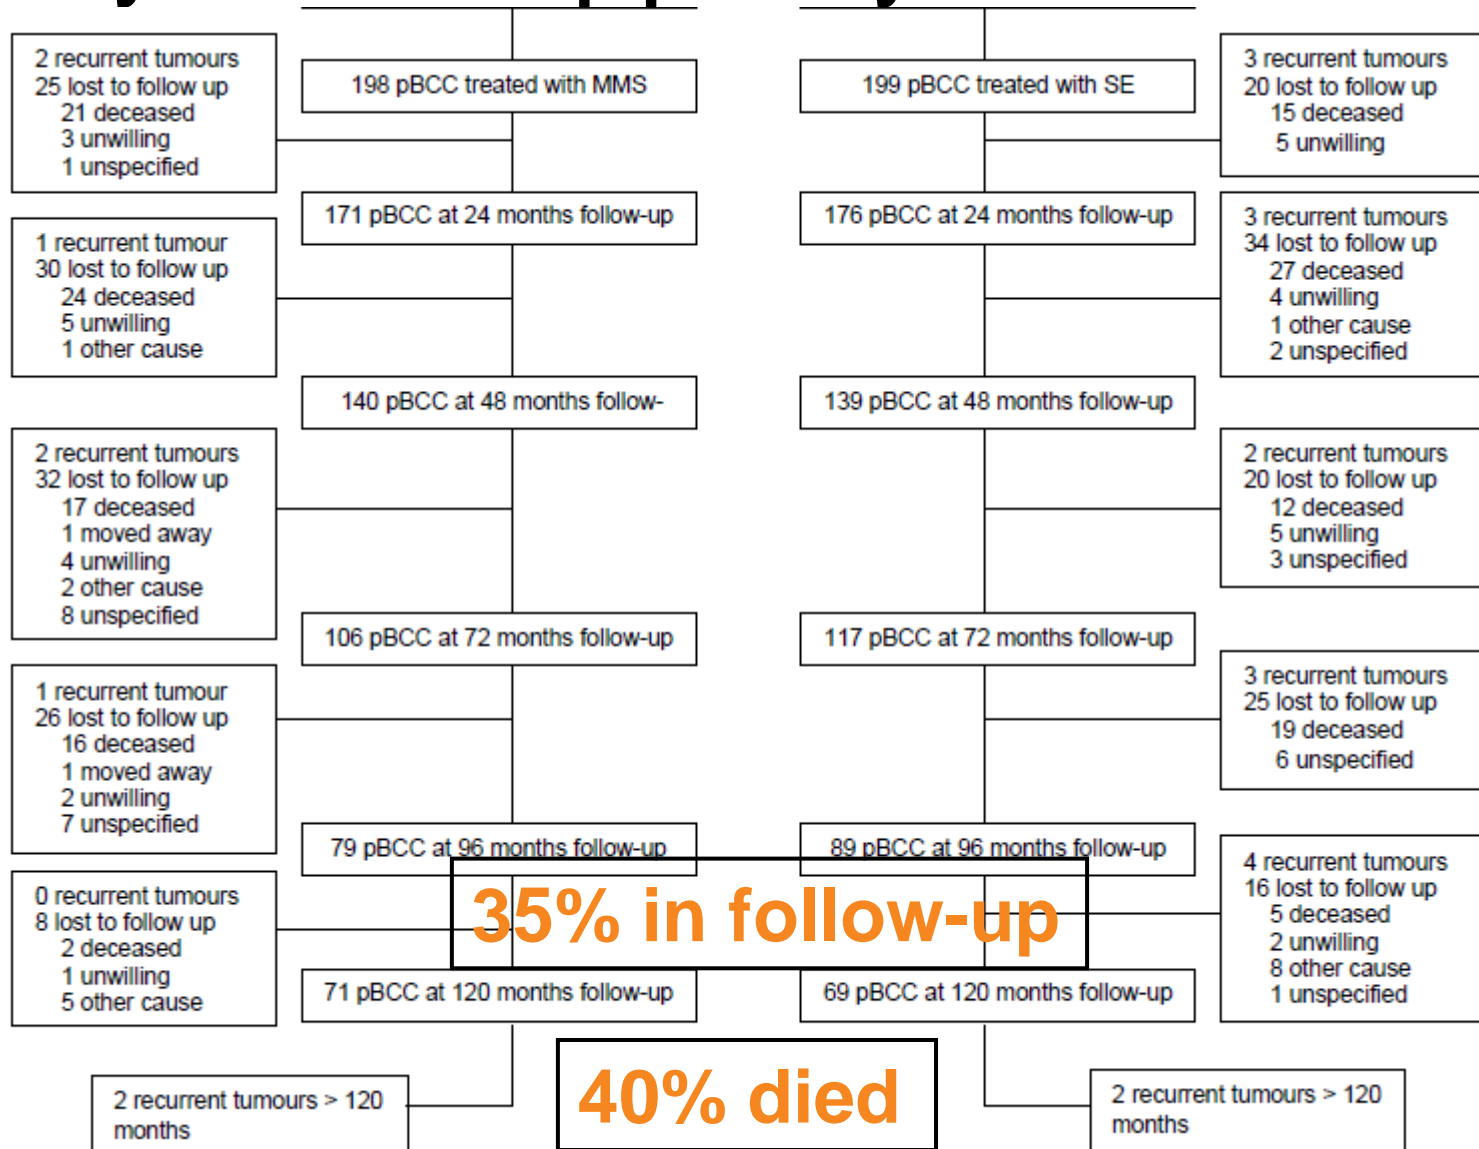 2 recurrent tumours
25 lost to follow up
21 deceased
3 unwilling
1 unspecified
198 pBCC treated with MMS
199 pBCC treated with SE
3 recurrent tumours
20 lost to follow up
15 deceased
5 unwilling
171 pBCC at 24 months follow-up
176 pBCC at 24 months follow-up
1 recurrent tumour
30 lost to follow up
24 deceased
5 unwilling
1 other cause
3 recurrent tumours
34 lost to follow up
27 deceased
4 unwilling
1 other cause
2 unspecified
140 pBCC at 48 months follow-
139 pBCC at 48 months follow-up
2 recurrent tumours
32 lost to follow up
17 deceased
1 moved away
4 unwilling
2 other cause
8 unspecified
2 recurrent tumours
20 lost to follow up
12 deceased
5 unwilling
3 unspecified
106 pBCC at 72 months follow-up
117 pBCC at 72 months follow-up
1 recurrent tumour
26 lost to follow up
16 deceased
1 moved away
2 unwilling
7 unspecified
3 recurrent tumours
25 lost to follow up
19 deceased
6 unspecified
79 pBCC at 96 months follow-up
89 pBCC at 96 months follow-up
0 recurrent tumours
8 lost to follow up
2 deceased
1 unwilling
5 other cause
35% in follow-up
4 recurrent tumours
16 lost to follow up
5 deceased
2 unwilling
8 other cause
1 unspecified
71 pBCC at 120 months follow-up
69 pBCC at 120 months follow-up
2 recurrent tumours > 120
months
40% died
2 recurrent tumours > 120
months